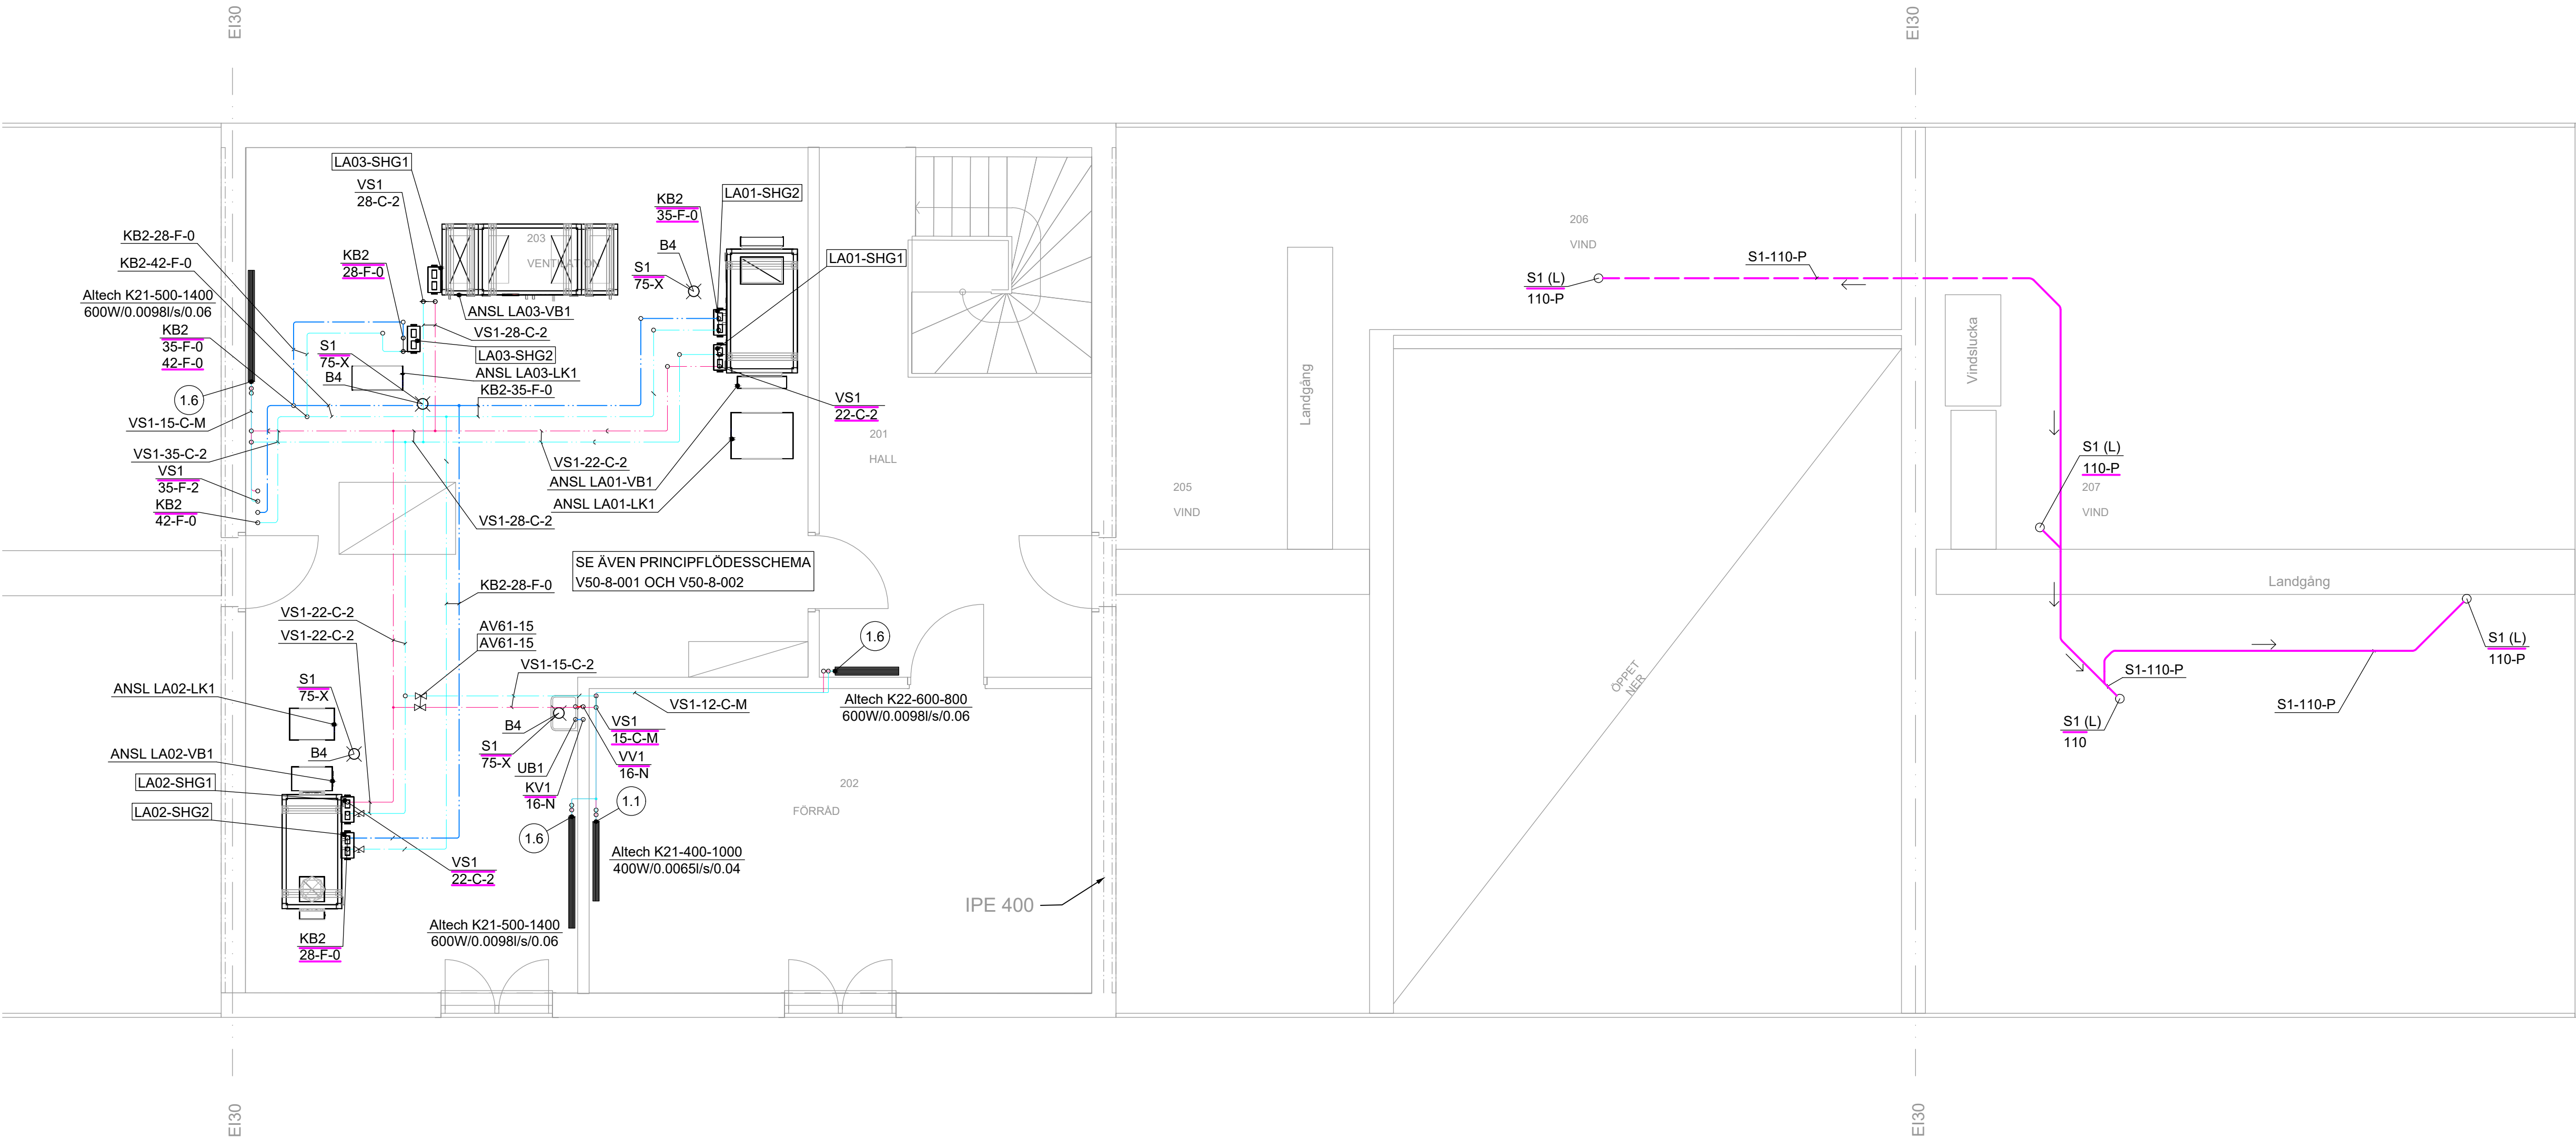 EI30
EI30
LA03-SHG1
VS1
28-C-2
KB2
35-F-0
LA01-SHG2
KB2-28-F-0
203
VENTILATION
B4
KB2-42-F-0
KB2
28-F-0
S1
75-X
LA01-SHG1
Altech K21-500-1400
600W/0.0098l/s/0.06
KB2
35-F-0
42-F-0
ANSL LA03-VB1
VS1-28-C-2
S1
75-X
B4
LA03-SHG2
ANSL LA03-LK1
KB2-35-F-0
1.6
VS1-15-C-M
VS1
22-C-2
VS1-35-C-2
VS1
35-F-2
KB2
42-F-0
VS1-22-C-2
ANSL LA01-VB1
ANSL LA01-LK1
VS1-28-C-2
201
HALL
SE ÄVEN PRINCIPFLÖDESSCHEMA
V50-8-001 OCH V50-8-002
KB2-28-F-0
VS1-22-C-2
VS1-22-C-2
AV61-15
AV61-15
1.6
VS1-15-C-2
ANSL LA02-LK1
S1
75-X
VS1-12-C-M
Altech K22-600-800
600W/0.0098l/s/0.06
B4
VS1
15-C-M
ANSL LA02-VB1
B4
S1
75-X
UB1
VV1
16-N
KV1
16-N
LA02-SHG1
LA02-SHG2
202
FÖRRÅD
1.1
1.6
VS1
22-C-2
Altech K21-400-1000
400W/0.0065l/s/0.04
KB2
28-F-0
Altech K21-500-1400
600W/0.0098l/s/0.06
IPE 400
206
VIND
S1 (L)
110-P
S1-110-P
Landgång
Vindslucka
205
VIND
S1 (L)
110-P
207
VIND
Landgång
ÖPPET
NER
S1-110-P
S1 (L)
110
S1-110-P
S1 (L)
110-P
EI30
EI30